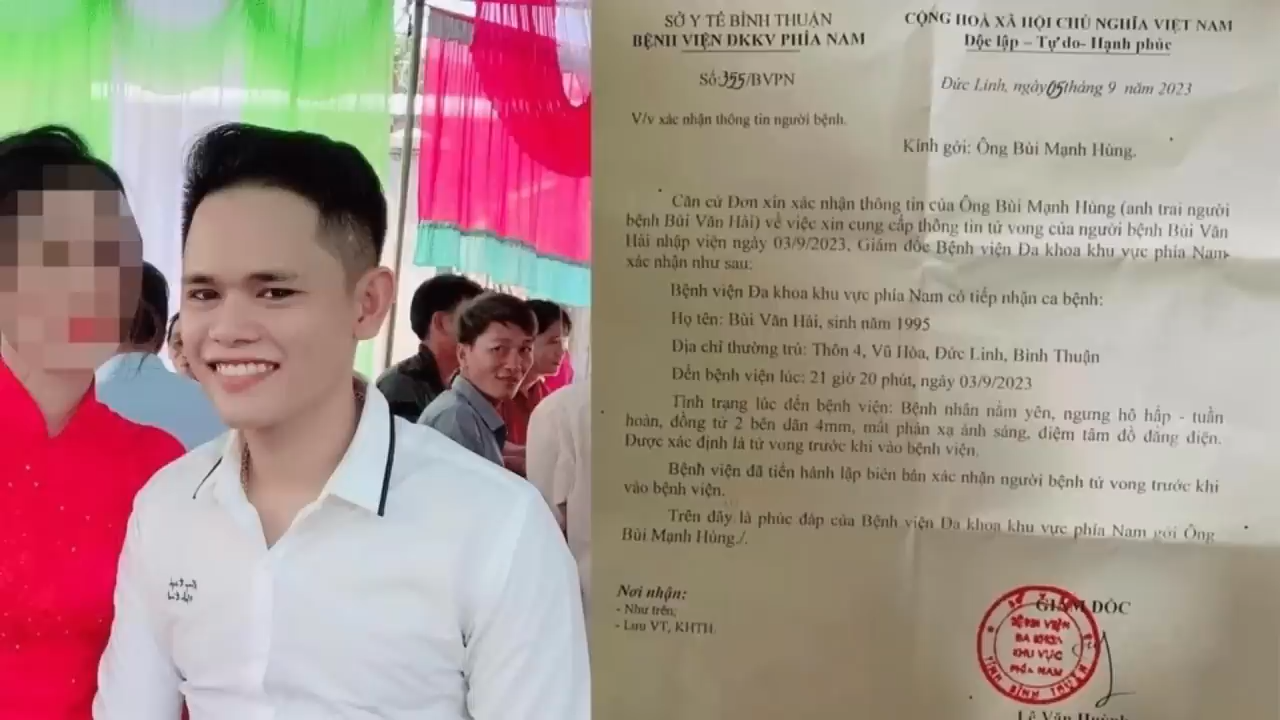 SỞ Y TẾ BÌNH THUẬN
BỆNH VIỆN ĐKKV PHÍA NAM
Số:355/BVPN
V/v xác nhận thông tin người bệnh.
CỘNG HOÀ XÃ HỘI CHỦ NGHĨA VIỆT NAM
Độc lập – Tự do- Hạnh phúc
Đức Linh, ngày 05 tháng 9 năm 2023
Kính gởi: Ông Bùi Mạnh Hùng.
Căn cứ Đơn xin xác nhận thông tin của Ông Bùi Mạnh Hùng (anh trai người
bệnh Bùi Văn Hải) về việc xin cung cấp thông tin tử vong của người bệnh Bùi Văn
Hải nhập viện ngày 03/9/2023, Giám đốc Bệnh viện Đa khoa khu vực phía Nam
xác nhận như sau:
Bệnh viện Đa khoa khu vực phía Nam có tiếp nhận ca bệnh:
Họ tên: Bùi Văn Hải, sinh năm 1995
Địa chỉ thường trú: Thôn 4, Vũ Hòa, Đức Linh, Bình Thuận
Đến bệnh viện lúc: 21 giờ 20 phút, ngày 03/9/2023
Tình trạng lúc đến bệnh viện: Bệnh nhân nằm yên, ngưng hô hấp - tuần
hoàn, đồng tử 2 bên dãn 4mm, mất phản xạ ánh sáng, điệm tâm đồ đẳng điện.
Được xác định là tử vong trước khi vào bệnh viện.
Bệnh viện đã tiến hành lập biên bản xác nhận người bệnh tử vong trước khi
vào bệnh viện.
Trên đây là phúc đáp của Bệnh viện Đa khoa khu vực phía Nam gởi Ông
Bùi Mạnh Hùng./.
Nơi nhận:
- Như trên;
- Lưu VT, KHTH.
GIÁM ĐỐC
BỆNH VIỆN
ĐA KHOA
KHU VỰC
PHÍA NAM
TỈNH BÌNH THUẬN
Lê Văn Huỳnh